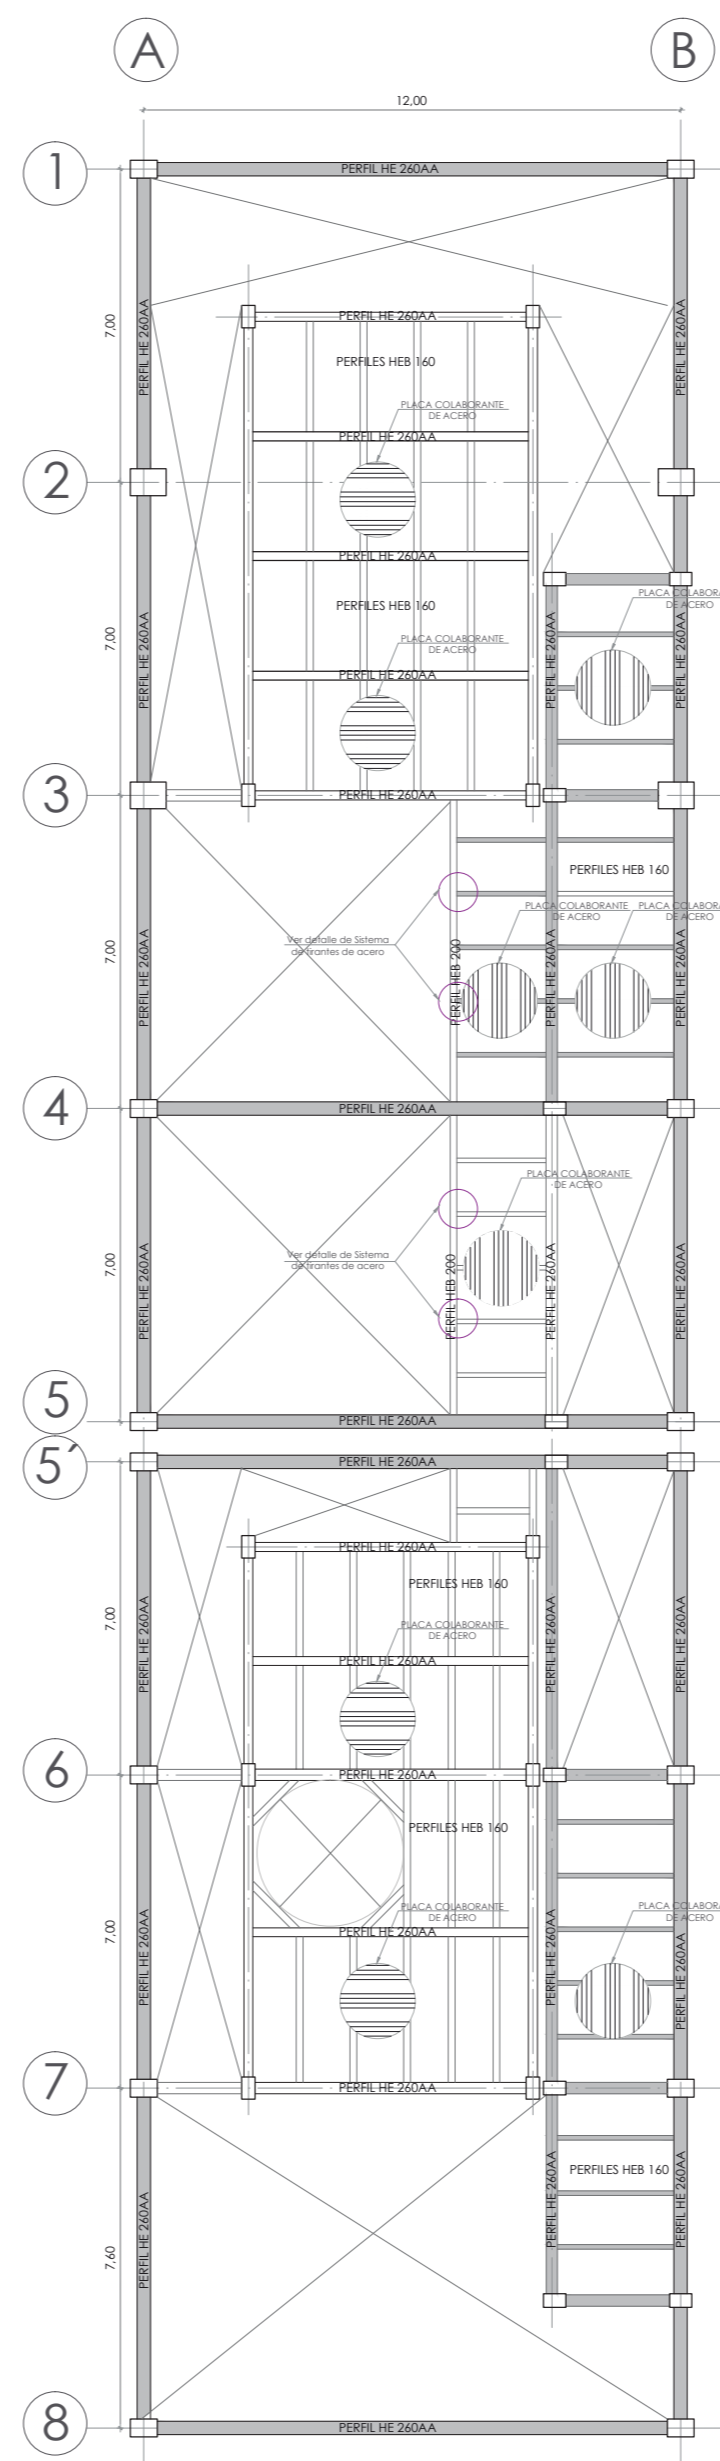 A
B
12,00
1
PERFIL HE 260AA
7,00
PERFIL HE 260AA
PERFIL HE 260AA
PERFIL HE 260AA
PERFILES HEB 160
PLACA COLABORANTE
DE ACERO
PERFIL HE 260AA
2
PERFIL HE 260AA
PERFILES HEB 160
PLACA COLABORA
DE ACERO
7,00
PERFIL HE 260AA
PERFIL HE 260AA
PERFIL HE 260AA
PLACA COLABORANTE
DE ACERO
PERFIL HE 260AA
3
PERFIL HE 260AA
PERFILES HEB 160
PLACA COLABORANTE
DE ACERO
PLACA COLABORA
DE ACERO
7,00
PERFIL HE 260AA
Ver detalle de Sistema
de tirantes de acero
PERFIL HEB 200
PERFIL HE 260AA
PERFIL HE 260AA
4
PERFIL HE 260AA
PLACA COLABORANTE
DE ACERO
7,00
PERFIL HE 260AA
Ver detalle de Sistema
de tirantes de acero
PERFIL HEB 200
PERFIL HE 260AA
PERFIL HE 260AA
5
PERFIL HE 260AA
5´
PERFIL HE 260AA
PERFIL HE 260AA
PERFILES HEB 160
7,00
PERFIL HE 260AA
PLACA COLABORANTE
DE ACERO
PERFIL HE 260AA
PERFIL HE 260AA
PERFIL HE 260AA
6
PERFIL HE 260AA
PERFILES HEB 160
PLACA COLABORANTE
DE ACERO
PLACA COLABORA
DE ACERO
7,00
PERFIL HE 260AA
PERFIL HE 260AA
PERFIL HE 260AA
PERFIL HE 260AA
7
PERFIL HE 260AA
PERFILES HEB 160
7,60
PERFIL HE 260AA
PERFIL HE 260AA
PERFIL HE 260AA
8
PERFIL HE 260AA